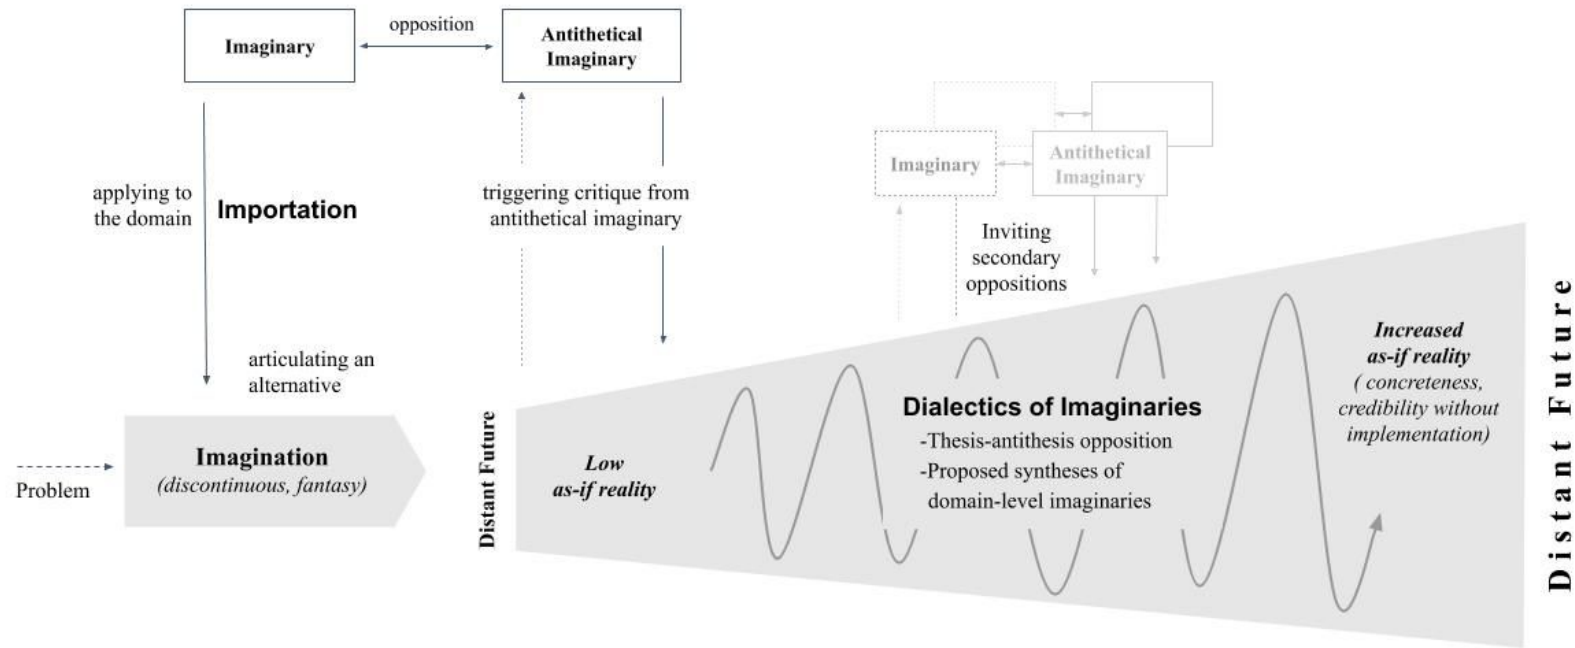 opposition
Imaginary
Antithetical
Imaginary
applying to
the domain
Importation
triggering critique from
antithetical imaginary
articulating an
alternative
Problem
Imagination
(discontinuous, fantasy)
Distant Future
Low
as-if reality
Imaginary
Antithetical
Imaginary
Inviting
secondary
oppositions
Dialectics of Imaginaries
-Thesis-antithesis opposition
-Proposed syntheses of
domain-level imaginaries
Increased
as-if reality
( concreteness,
credibility without
implementation)
Distant Future